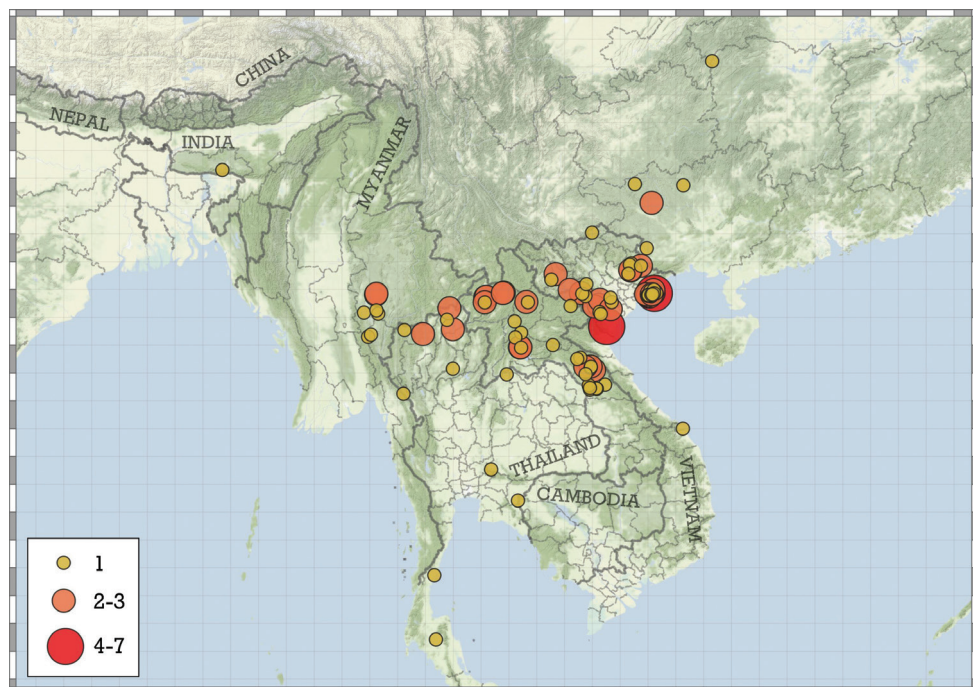 CHINA
NEPAL
INDIA
MYANMAR
THAILAND
CAMBODIA
VIETNAM
1
2-3
4-7